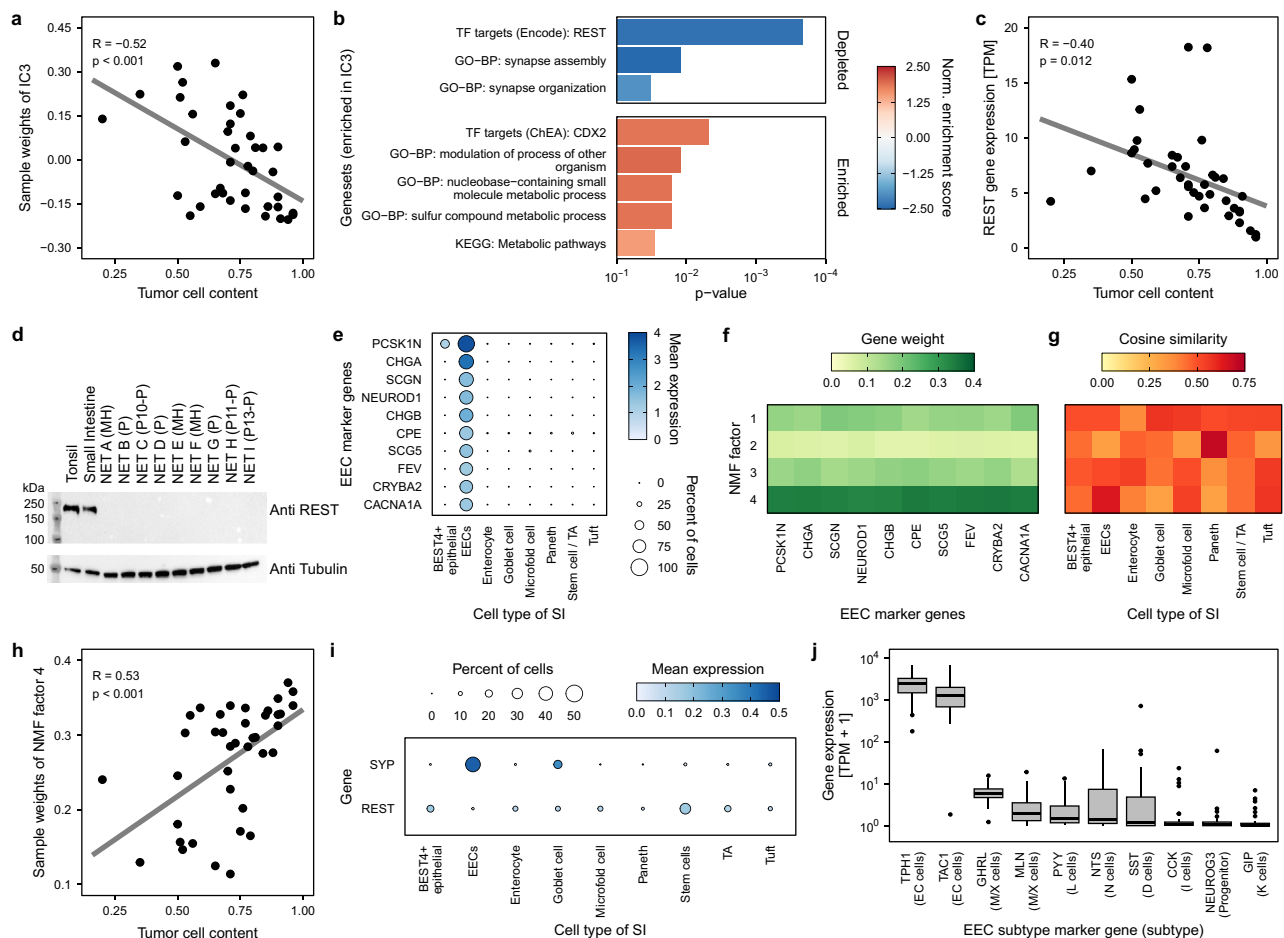 a
R = −0.52
p < 0.001
Sample weights of IC3
0.45
0.30
0.15
0.00
−0.15
−0.30
0.25
0.50
0.75
1.00
Tumor cell content
b
Genesets (enriched in IC3)
TF targets (Encode): REST
GO−BP: synapse assembly
GO−BP: synapse organization
TF targets (ChEA): CDX2
GO−BP: modulation of process of other
organism
GO−BP: nucleobase−containing small
molecule metabolic process
GO−BP: sulfur compound metabolic process
KEGG: Metabolic pathways
Depleted
Enriched
10−1
10−2
10−3
10−4
p−value
2.50
1.25
0.00
−1.25
−2.50
Norm. enrichment score
c
R = −0.40
p = 0.012
REST gene expression [TPM]
20
15
10
5
0
0.25
0.50
0.75
1.00
Tumor cell content
d
Tonsil
Small Intestine
NET A (MH)
NET B (P)
NET C (P10-P)
NET D (P)
NET E (MH)
NET F (MH)
NET G (P)
NET H (P11-P)
NET I (P13-P)
kDa
250
150
100
50
Anti REST
Anti Tubulin
e
EEC marker genes
PCSK1N
CHGA
SCGN
NEUROD1
CHGB
CPE
SCG5
FEV
CRYBA2
CACNA1A
BEST4+
epithelial
EECs
Enterocyte
Goblet cell
Microfold cell
Paneth
Stem cell / TA
Tuft
Cell type of SI
4
3
2
1
0
Mean expression
0
25
50
75
100
Percent of cells
f
Gene weight
0.0
0.1
0.2
0.3
0.4
NMF factor
1
2
3
4
PCSK1N
CHGA
SCGN
NEUROD1
CHGB
CPE
SCG5
FEV
CRYBA2
CACNA1A
EEC marker genes
g
Cosine similarity
0.00
0.25
0.50
0.75
BEST4+
epithelial
EECs
Enterocyte
Goblet cell
Microfold cell
Paneth
Stem cell / TA
Tuft
Cell type of SI
h
R = 0.53
p < 0.001
Sample weights of NMF factor 4
0.4
0.3
0.2
0.1
0.25
0.50
0.75
1.00
Tumor cell content
i
Percent of cells
0
10
20
30
40
50
Mean expression
0.0
0.1
0.2
0.3
0.4
0.5
Gene
SYP
REST
BEST4+
epithelial
EECs
Enterocyte
Goblet cell
Microfold cell
Paneth
Stem cells
TA
Tuft
Cell type of SI
j
Gene expression
[TPM + 1]
104
103
10
100
TPH1
(EC cells)
TAC1
(EC cells)
GHRL
(M/X cells)
MLN
(M/X cells)
PYY
(L cells)
NTS
(N cells)
SST
(D cells)
CCK
(I cells)
NEUROG3
(Progenitor)
GIP
(K cells)
EEC subtype marker gene (subtype)